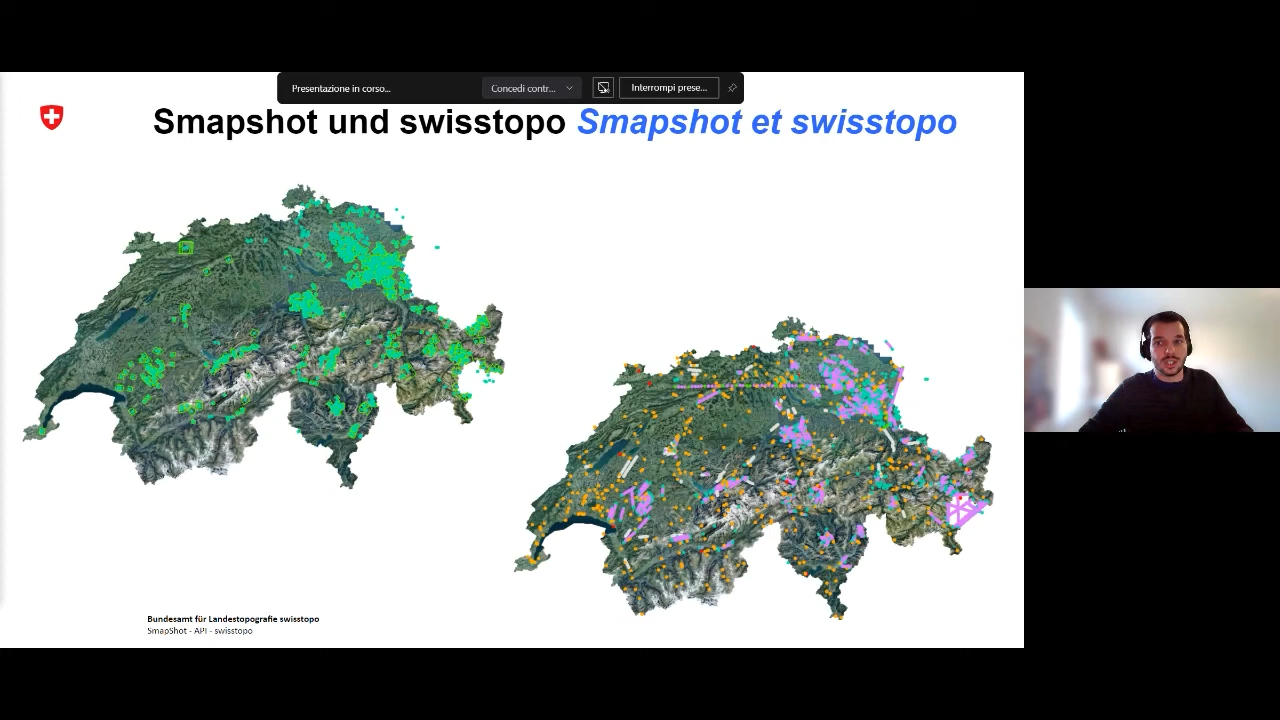 Presentazione in corso...
Concedi contr...
Interrompi prese...
Smapshot und swisstopo Smapshot et swisstopo
Bundesamt für Landestopografie swisstopo
SmapShot - API - swisstopo